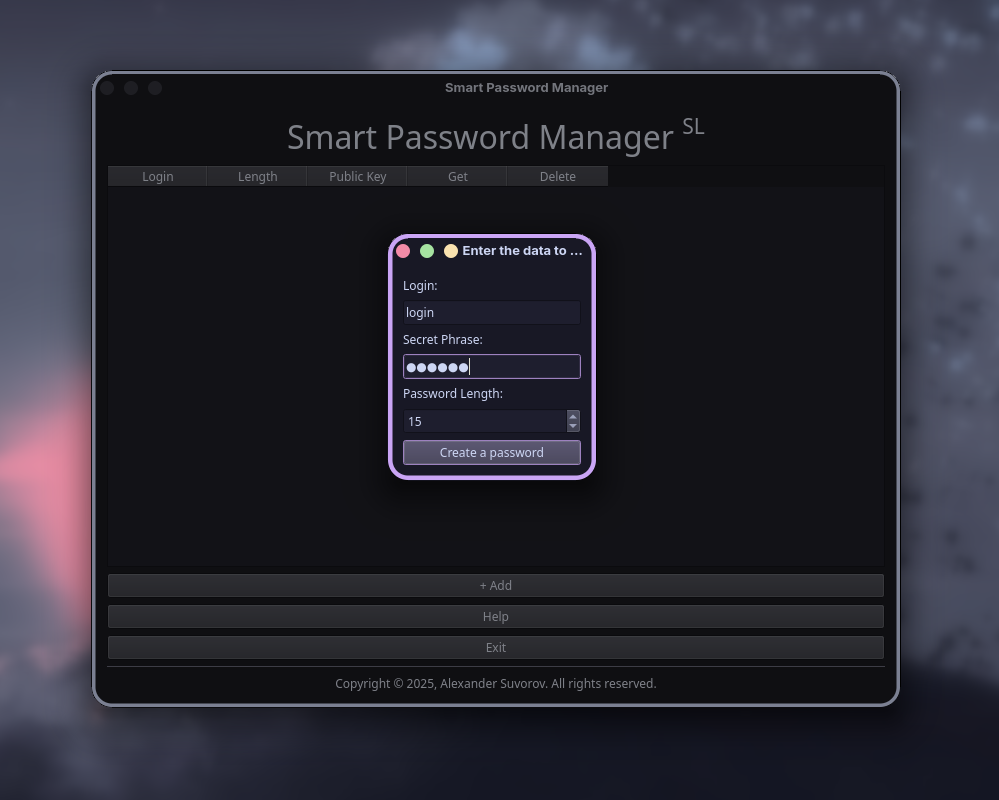 Smart Password Manager
Smart Password Manager SL
Login Length Public Key Get Delete
Enter the data to ...
Login:
login
Secret Phrase:
●●●●●●
Password Length:
15
Create a password
+ Add
Help
Exit
Copyright © 2025, Alexander Suvorov. All rights reserved.